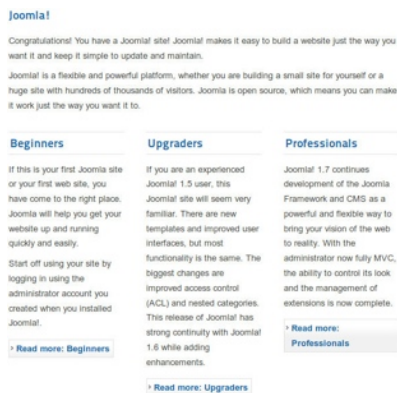 Joomla!
Congratulations! You have a Joomla! site! Joomla! makes it easy to build a website just the way you
want it and keep it simple to update and maintain.
Joomla! is a flexible and powerful platform, whether you are building a small site for yourself or a
huge site with hundreds of thousands of visitors. Joomla is open source, which means you can make
it work just the way you want it to.
Beginners
If this is your first Joomla site
or your first web site, you
have come to the right place.
Joomla will help you get your
website up and running
quickly and easily.
Start off using your site by
logging in using the
administrator account you
created when you installed
Joomla!.
Read more: Beginners
Upgraders
If you are an experienced
Joomla! 1.5 user, this
Joomla! site will seem very
familiar. There are new
templates and improved user
interfaces, but most
functionality is the same. The
biggest changes are
improved access control
(ACL) and nested categories.
This release of Joomla! has
strong continuity with Joomla!
1.6 while adding
enhancements.
Read more: Upgraders
Professionals
Joomla! 1.7 continues
development of the Joomla
Framework and CMS as a
powerful and flexible way to
bring your vision of the web
to reality. With the
administrator now fully MVC,
the ability to control its look
and the management of
extensions is now complete.
Read more:
Professionals